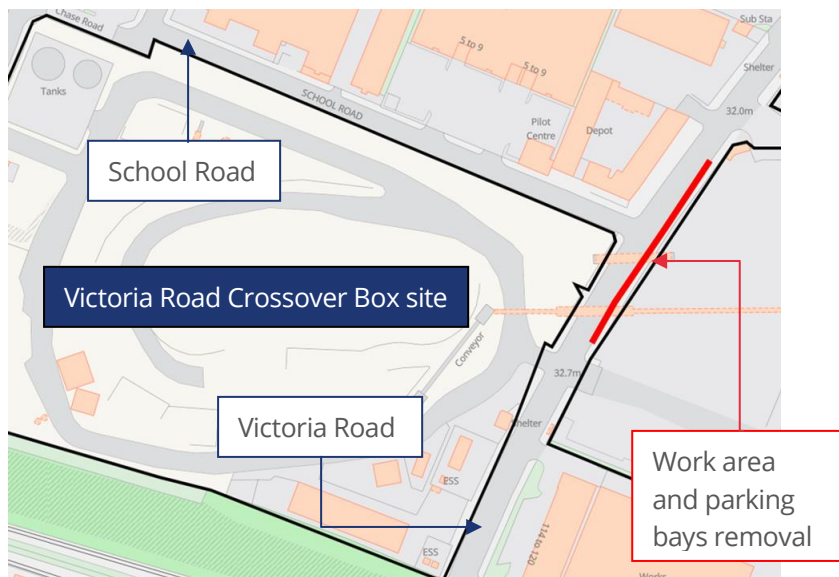 Chase Road
Sub Sta
Tanks
5 to 9
5 to 9
Shelter
SCHOOL ROAD
32.0m
Pilot
Centre
Depot
School Road
Victoria Road Crossover Box site
Conveyor
32.7m
Shelter
Victoria Road
ESS
ESS
114 to 120
Works
Work area
and parking
bays removal